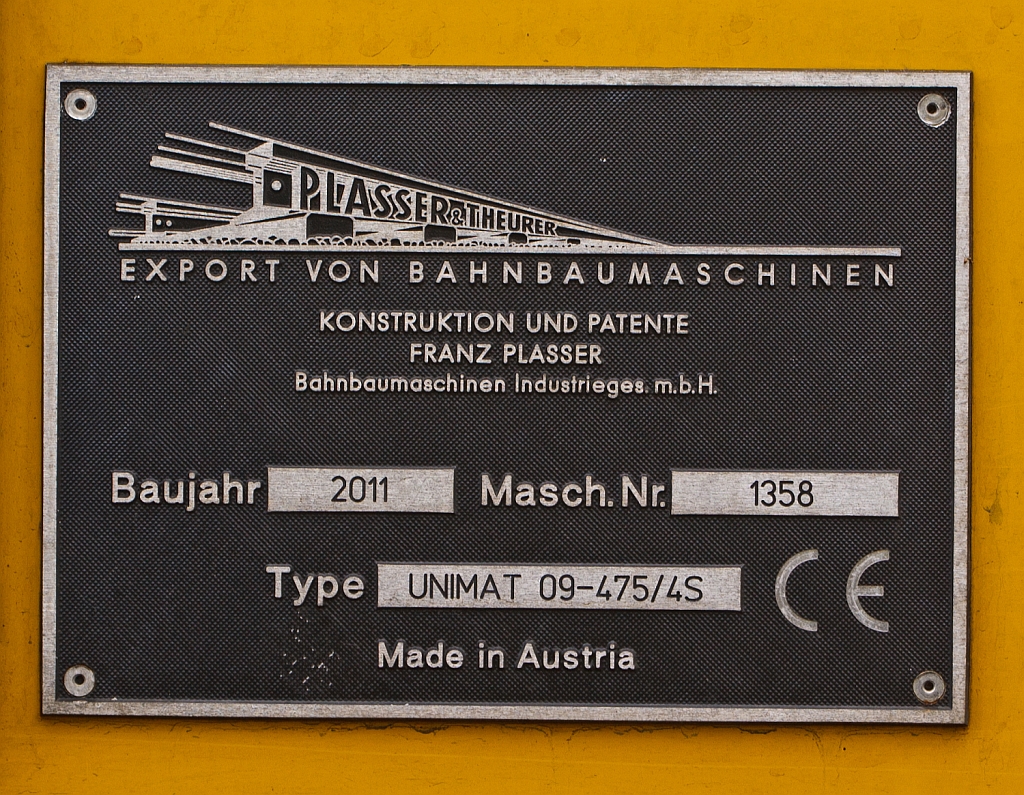 PLASSER & THEURER
EXPORT VON BAHNBAUMASCHINEN
KONSTRUKTION UND PATENTE
FRANZ PLASSER
Bahnbaumaschinen Industrieges. m.b.H.
Baujahr 2011 Masch. Nr. 1358
Type UNIMAT 09-475/4S CE
Made in Austria